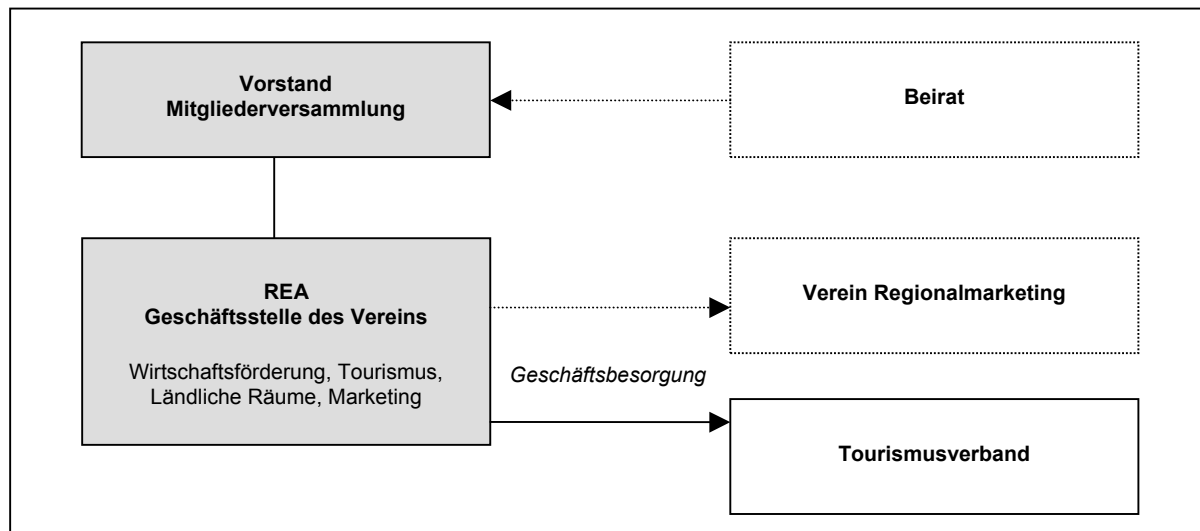 Vorstand
Mitgliederversammlung
Beirat
REA
Geschäftsstelle des Vereins
Wirtschaftsförderung, Tourismus,
Ländliche Räume, Marketing
Verein Regionalmarketing
Geschäftsbesorgung
Tourismusverband